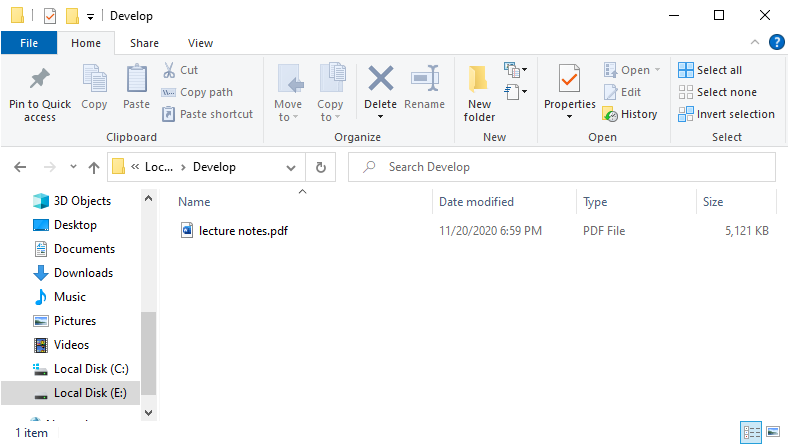 Develop
File Home Share View
Pin to Quick access
Copy
Paste
Cut
Copy path
Paste shortcut
Clipboard
Move to
Copy to
Delete
Rename
Organize
New folder
New
Properties
Open
Edit
History
Open
Select all
Select none
Invert selection
Select
« Loc... > Develop
Search Develop
3D Objects
Desktop
Documents
Downloads
Music
Pictures
Videos
Local Disk (C:)
Local Disk (E:)
Name Date modified Type Size
lecture notes.pdf 11/20/2020 6:59 PM PDF File 5,121 KB
1 item